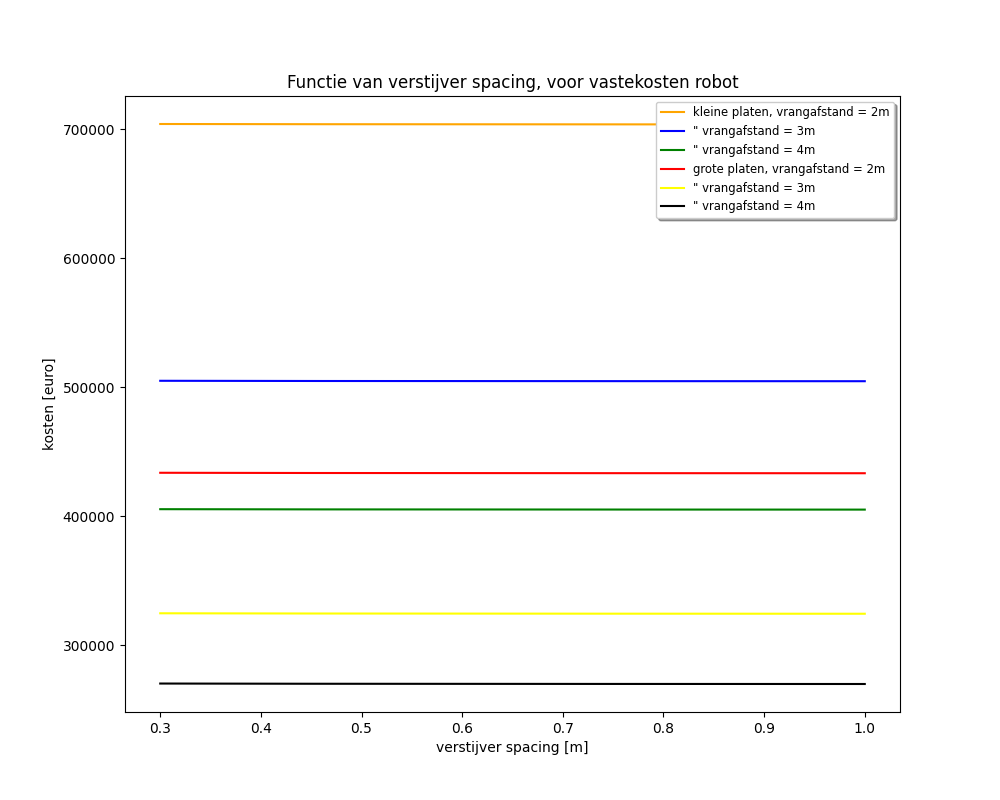 Functie van verstijver spacing, voor vastekosten robot
kleine platen, vrangafstand = 2m
" vrangafstand = 3m
" vrangafstand = 4m
grote platen, vrangafstand = 2m
" vrangafstand = 3m
" vrangafstand = 4m
kosten [euro]
700000
600000
500000
400000
300000
0.3 0.4 0.5 0.6 0.7 0.8 0.9 1.0
verstijver spacing [m]